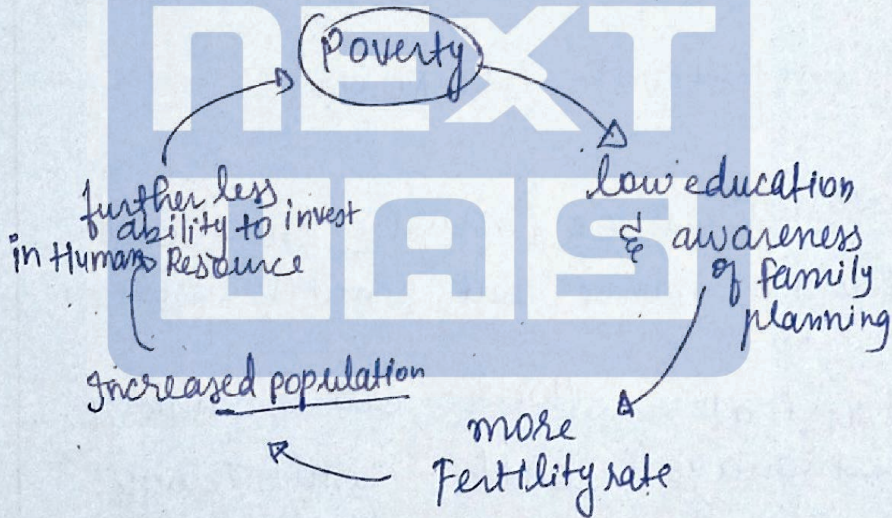 NEXT
IAS
Poverty
low education
& awareness
of family
planning
more
Fertility rate
Increased population
further less
ability to invest
in Human Resource